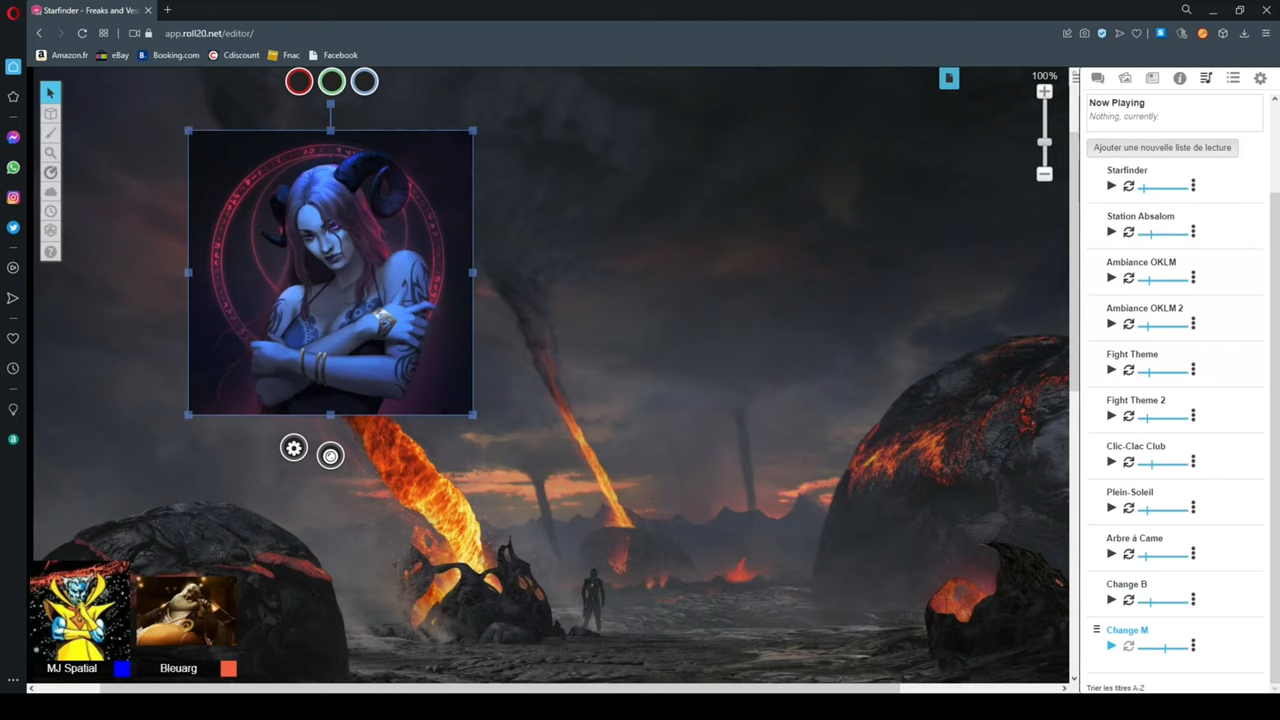 Starfinder - Freaks and Ves
app.roll20.net/editor/
Amazon.fr
eBay
Booking.com
Cdiscount
Fnac
Facebook
100%
Now Playing
Nothing, currently.
Ajouter une nouvelle liste de lecture
Starfinder
Station Absalom
Ambiance OKLM
Ambiance OKLM 2
Fight Theme
Fight Theme 2
Clic-Clac Club
Plein-Soleil
Arbre à Came
Change B
Change M
Trier les titres A-Z
MJ Spatial
Bleuarg